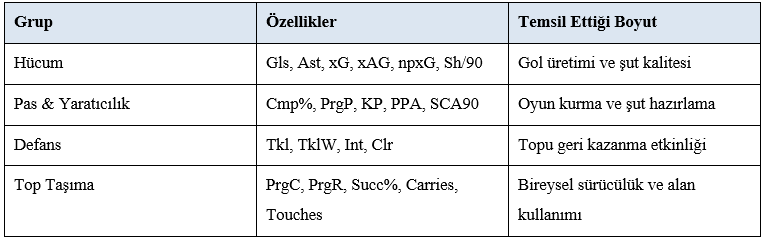 Grup Özellikler Temsil Ettiği Boyut
Hücum Gls, Ast, xG, xAG, npxG, Sh/90 Gol üretimi ve şut kalitesi
Pas & Yaratıcılık Cmp%, PrgP, KP, PPA, SCA90 Oyun kurma ve şut hazırlama
Defans Tkl, TklW, Int, Clr Topu geri kazanma etkinliği
Top Taşıma PrgC, PrgR, Succ%, Carries, Bireysel sürücülük ve alan
Touches kullanımı